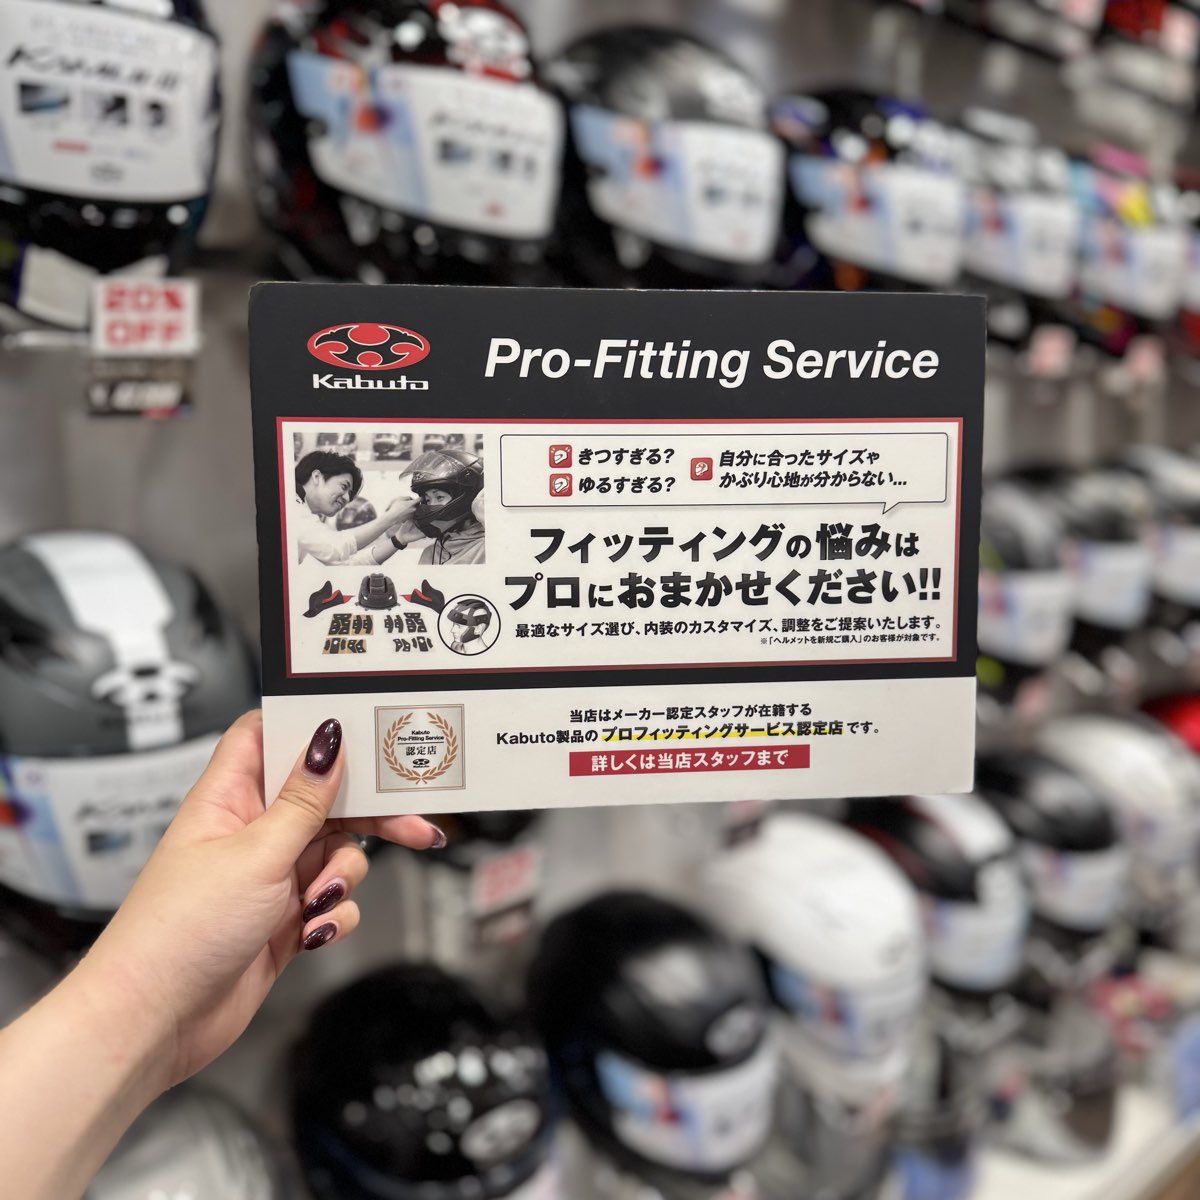 20%
OFF
Kabuto
Pro-Fitting Service
きつすぎる?
ゆるすぎる?
自分に合ったサイズや
かぶり心地が分からない...
フィッティングの悩みは
プロにおまかせください!!
最適なサイズ選び、内装のカスタマイズ、調整をご提案いたします。
※「ヘルメットを新規ご購入」のお客様が対象です。
Kabuto
Pro-Fitting Service
認定店
当店はメーカー認定スタッフが在籍する
Kabuto製品のプロフィッティングサービス認定店です。
詳しくは当店スタッフまで